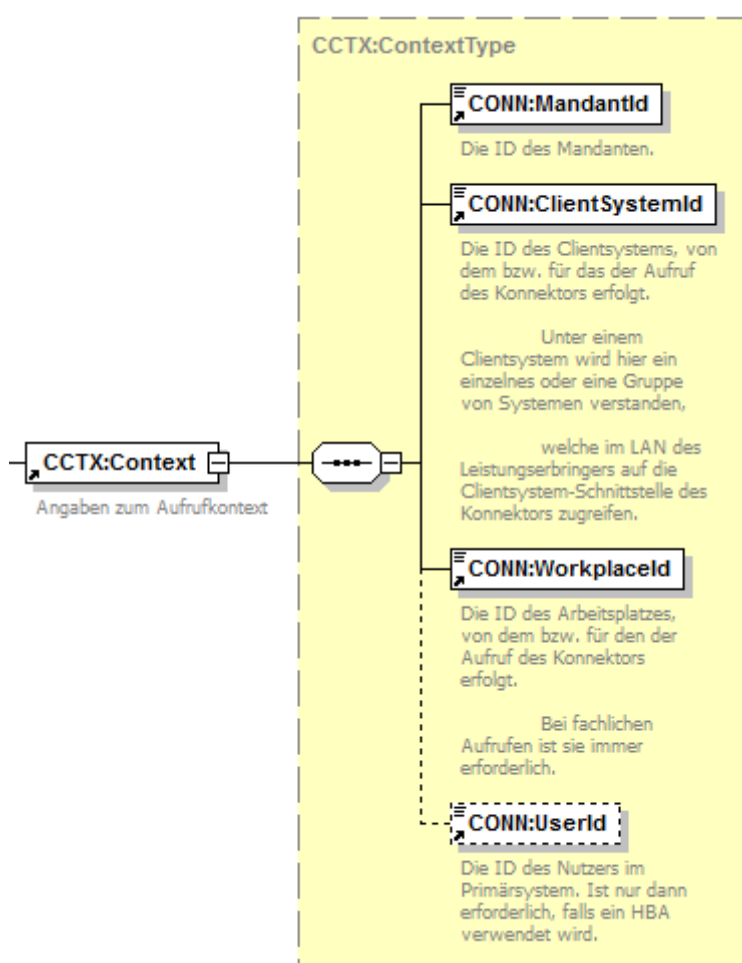 CCTX:ContextType
CONN:MandantId
Die ID des Mandanten.
CONN:ClientSystemId
Die ID des Clientsystems, von
dem bzw. für das der Aufruf
des Konnektors erfolgt.
Unter einem
Clientsystem wird hier ein
einzelnes oder eine Gruppe
von Systemen verstanden,
welche im LAN des
Leistungserbringers auf die
Clientsystem-Schnittstelle des
Konnektors zugreifen.
CCTX:Context
Angaben zum Aufrufkontext
CONN:WorkplaceId
Die ID des Arbeitsplatzes,
von dem bzw. für den der
Aufruf des Konnektors
erfolgt.
Bei fachlichen
Aufrufen ist sie immer
erforderlich.
CONN:UserId
Die ID des Nutzers im
Primärsystem. Ist nur dann
erforderlich, falls ein HBA
verwendet wird.